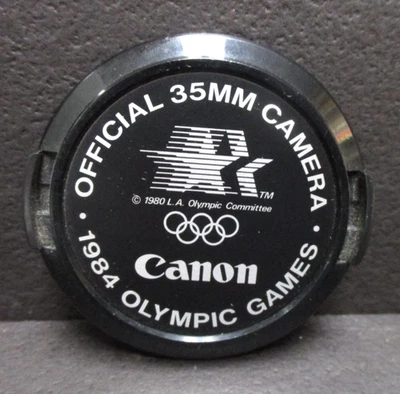 OFFICIAL 35MM CAMERA
TM
© 1980 L.A. Olympic Committee
Canon
• 1984 OLYMPIC GAMES •